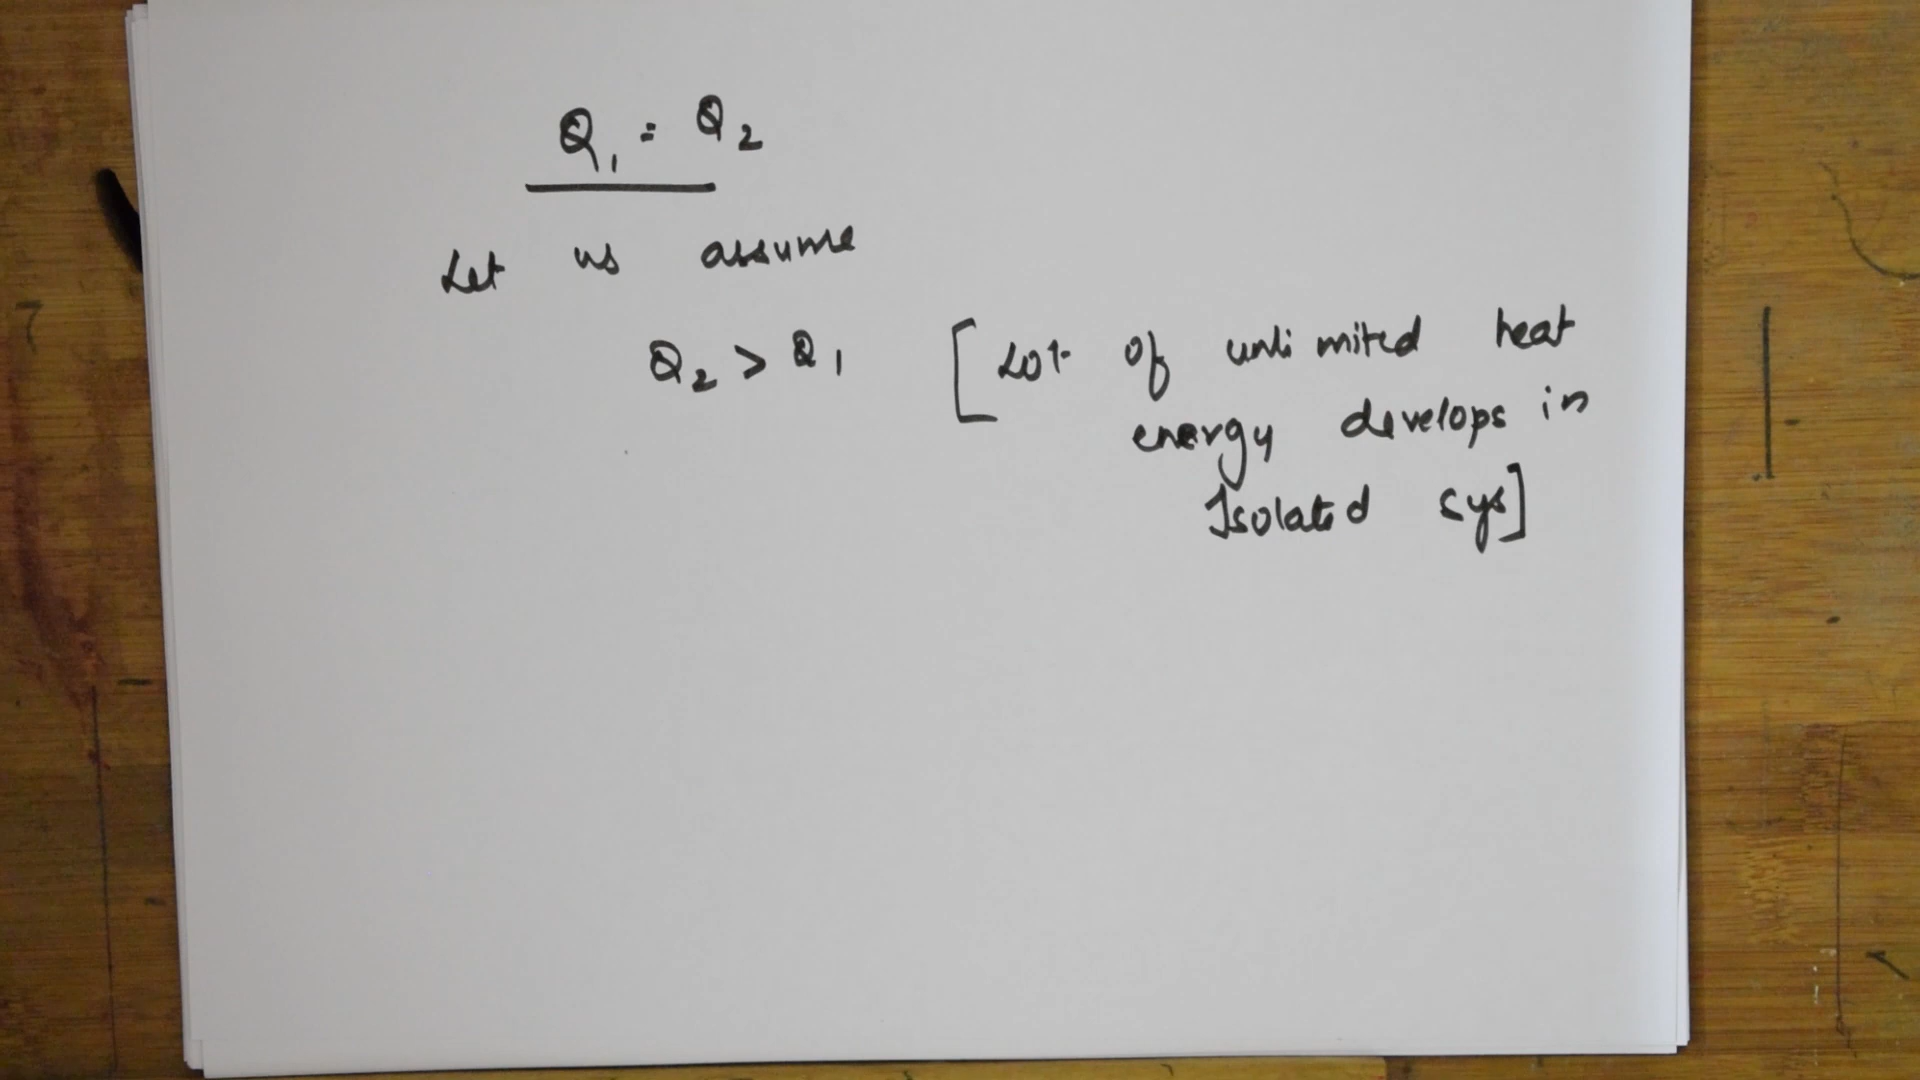 Q₁ = Q₂
Let us assume
Q₂ > Q₁ [Lot of unlimited heat
energy develops in
Isolated sys]